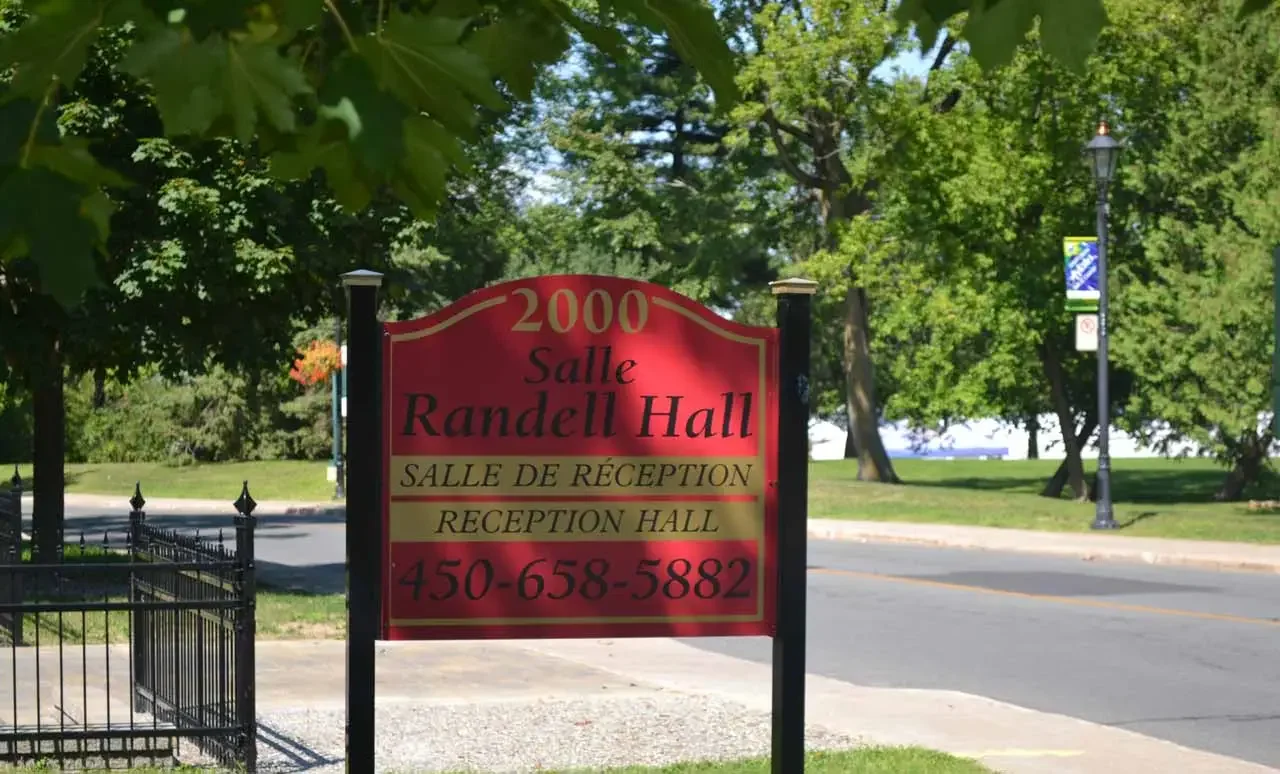 2000
Salle
Randell Hall
SALLE DE RÉCEPTION
RECEPTION HALL
450-658-5882